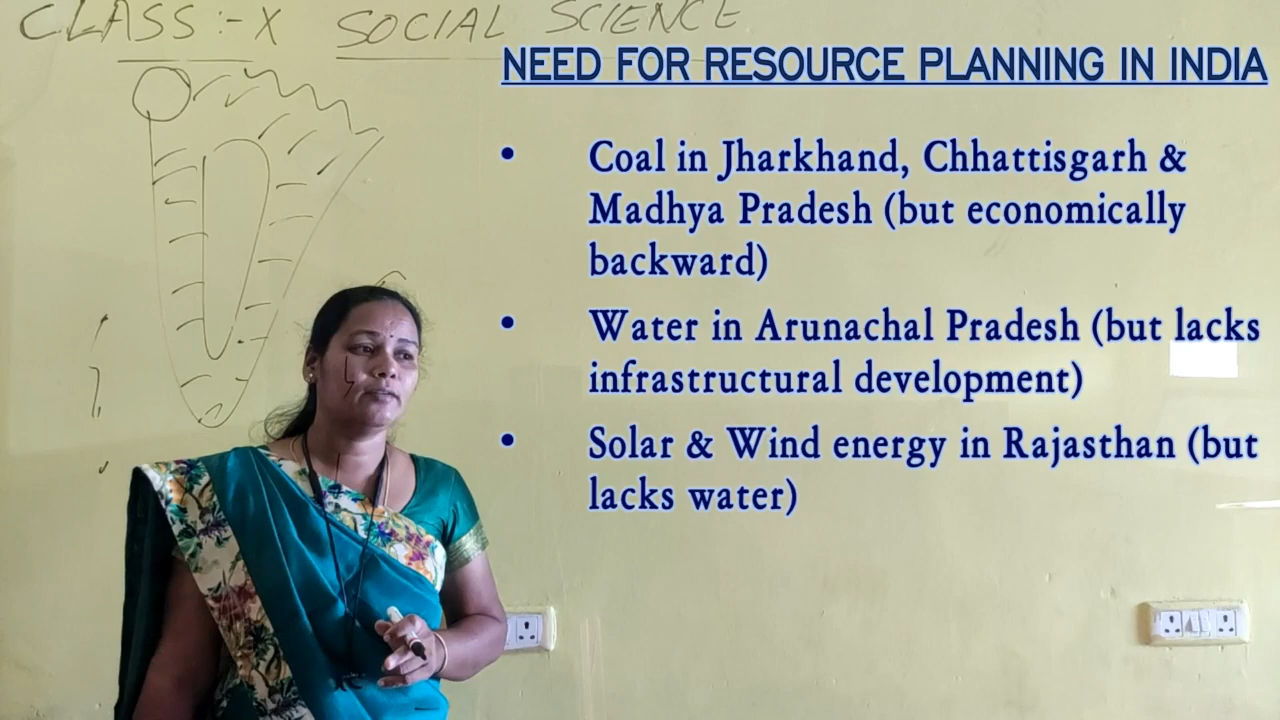 CLASS :- X SOCIAL SCIENCE
NEED FOR RESOURCE PLANNING IN INDIA
• Coal in Jharkhand, Chhattisgarh &
Madhya Pradesh (but economically
backward)
• Water in Arunachal Pradesh (but lacks
infrastructural development)
• Solar & Wind energy in Rajasthan (but
lacks water)